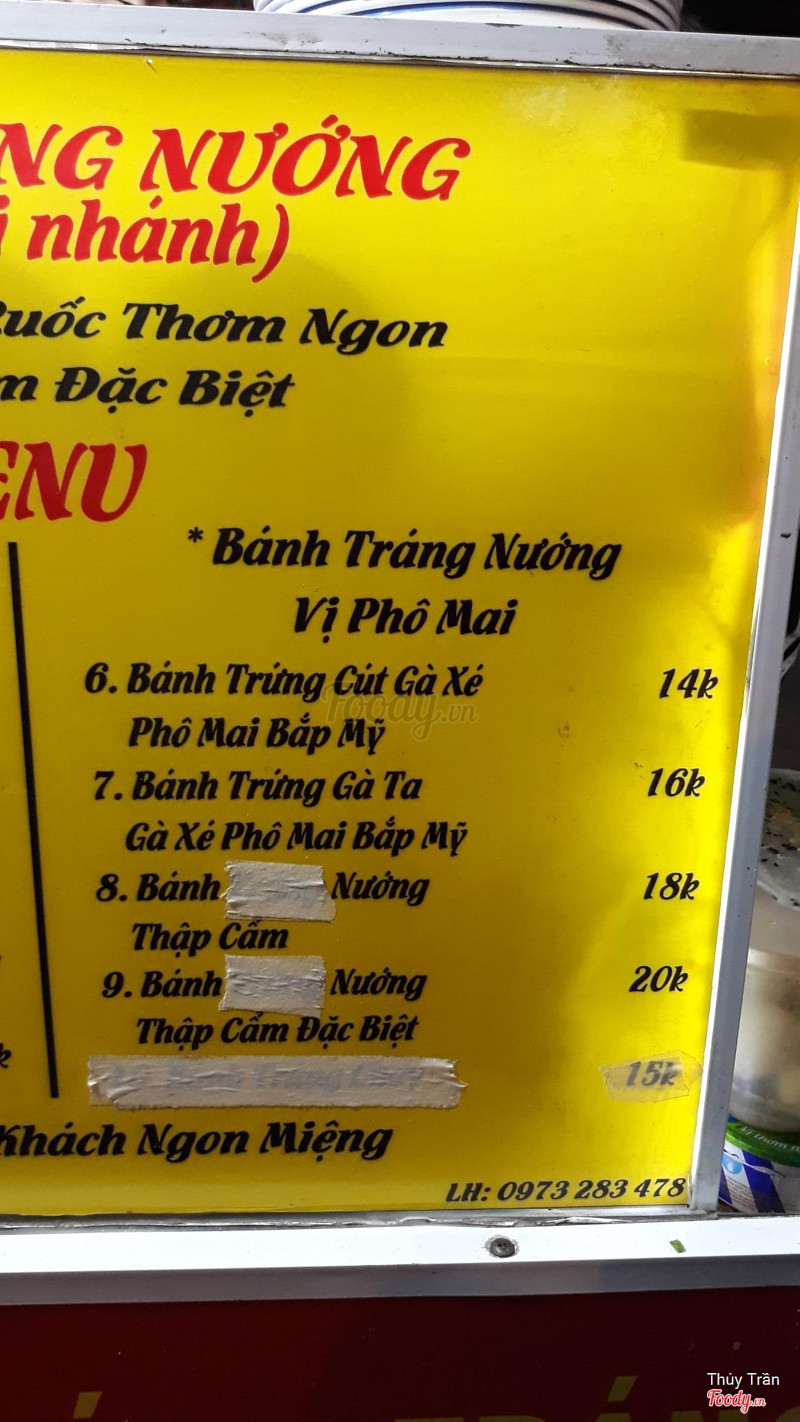 NG NƯỚNG
i nhánh)
Ruốc Thơm Ngon
m Đặc Biệt
ENU
* Bánh Tráng Nướng
Vị Phô Mai
6. Bánh Trứng Cút Gà Xé 14k
Phô Mai Bắp Mỹ
7. Bánh Trứng Gà Ta 16k
Gà Xé Phô Mai Bắp Mỹ
8. Bánh Nướng 18k
Thập Cẩm
9. Bánh Nướng 20k
Thập Cẩm Đặc Biệt
15k
k
Khách Ngon Miệng
LH: 0973 283 478
Foody.vn
Thủy Trần
Foody.vn